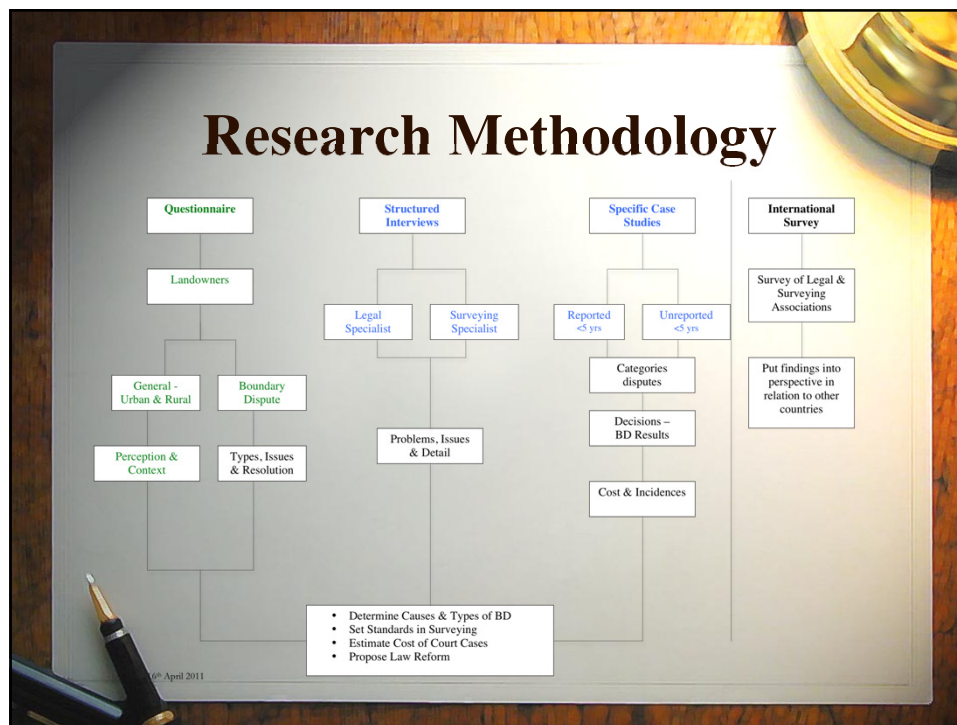 Research Methodology
Questionnaire
Landowners
General -
Urban & Rural
Boundary
Dispute
Perception &
Context
Types, Issues
& Resolution
Structured
Interviews
Legal
Specialist
Surveying
Specialist
Problems, Issues
& Detail
Specific Case
Studies
Reported
<5 yrs
Unreported
<5 yrs
Categories
disputes
Decisions –
BD Results
Cost & Incidences
International
Survey
Survey of Legal &
Surveying
Associations
Put findings into
perspective in
relation to other
countries
• Determine Causes & Types of BD
• Set Standards in Surveying
• Estimate Cost of Court Cases
• Propose Law Reform
6th April 2011